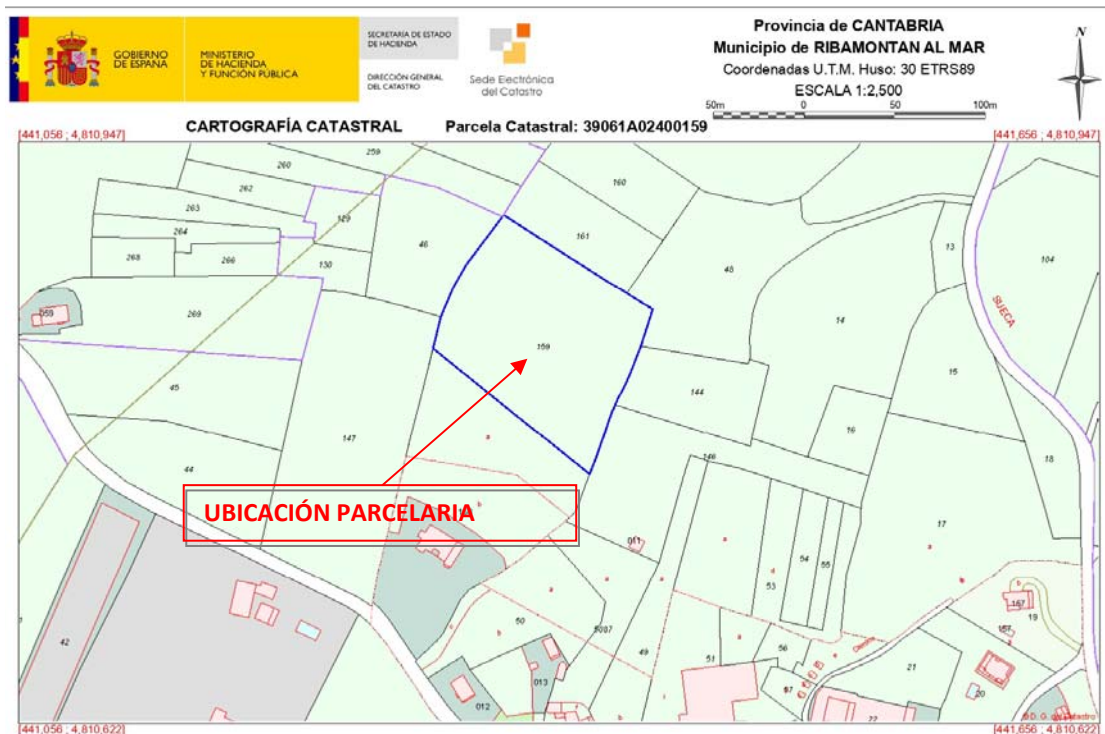 GOBIERNO
DE ESPAÑA
MINISTERIO
DE HACIENDA
Y FUNCIÓN PÚBLICA
SECRETARÍA DE ESTADO
DE HACIENDA
DIRECCIÓN GENERAL
DEL CATASTRO
Sede Electrónica
del Catastro
Provincia de CANTABRIA
Municipio de RIBAMONTAN AL MAR
Coordenadas U.T.M. Huso: 30 ETRS89
ESCALA 1:2,500
50m 0 50 100m
N
CARTOGRAFÍA CATASTRAL Parcela Catastral: 39061A02400159
[441,056 ; 4,810,947] [441,656 ; 4,810,947]
259
260
160
262
263
129
161
46
264
13
104
268
266
130
48
SUECA
269
059
14
159
45
15
144
16
147
a
146
18
44
UBICACIÓN PARCELARIA
b
17
011
a
a
54
55
53
a
a
a
b
157
19
42
50
5007
49
51
56
157
21
013
57
20
012
22
© D. G. del Catastro
[441,056 ; 4,810,622] [441,656 ; 4,810,622]